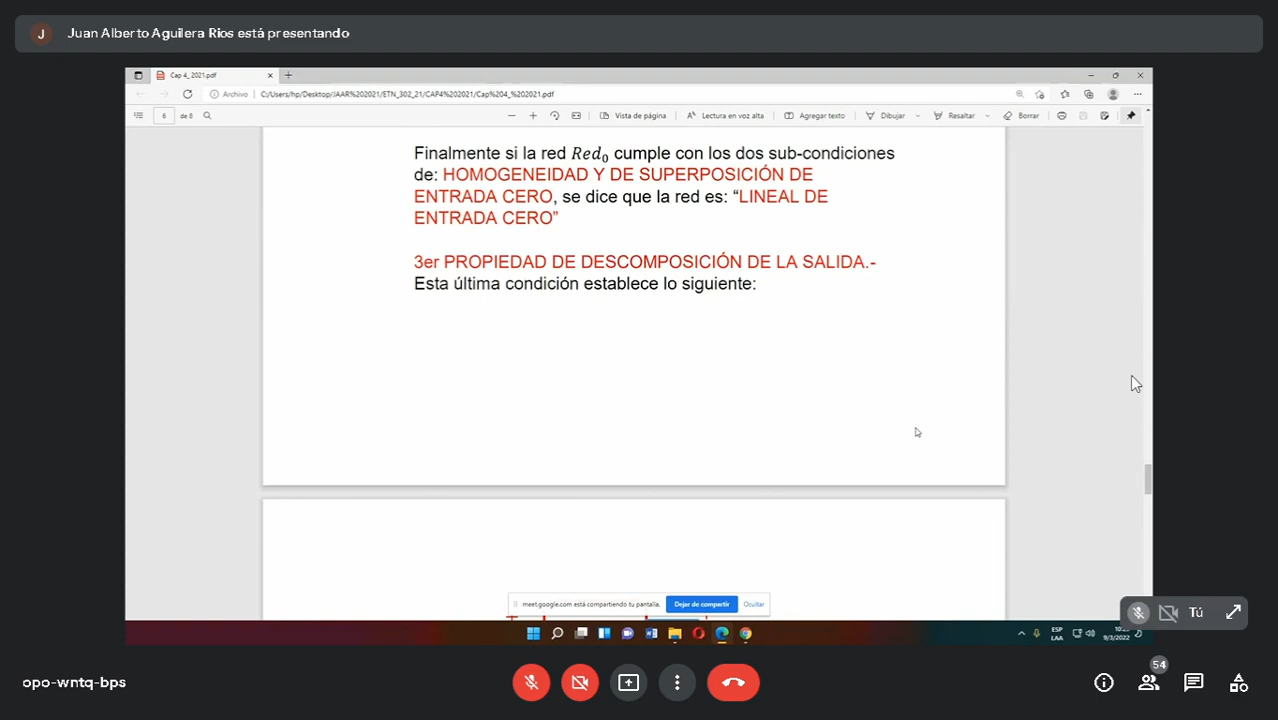 J Juan Alberto Aguilera Rios está presentando
Cap 4_ 2021.pdf
Archivo C:/Users/hp/Desktop/JAAR%202021/ETN_302_21/CAP4%202021/Cap%204_%202021.pdf
6 de 8 Vista de página Lectura en voz alta Agregar texto Dibujar Resaltar Borrar
Finalmente si la red Red₀ cumple con los dos sub-condiciones
de: HOMOGENEIDAD Y DE SUPERPOSICIÓN DE
ENTRADA CERO, se dice que la red es: “LINEAL DE
ENTRADA CERO”
3er PROPIEDAD DE DESCOMPOSICIÓN DE LA SALIDA.-
Esta última condición establece lo siguiente:
meet.google.com está compartiendo tu pantalla. Dejar de compartir Ocultar
Tú
ESP
LAA
9/3/2022
opo-wntq-bps
54